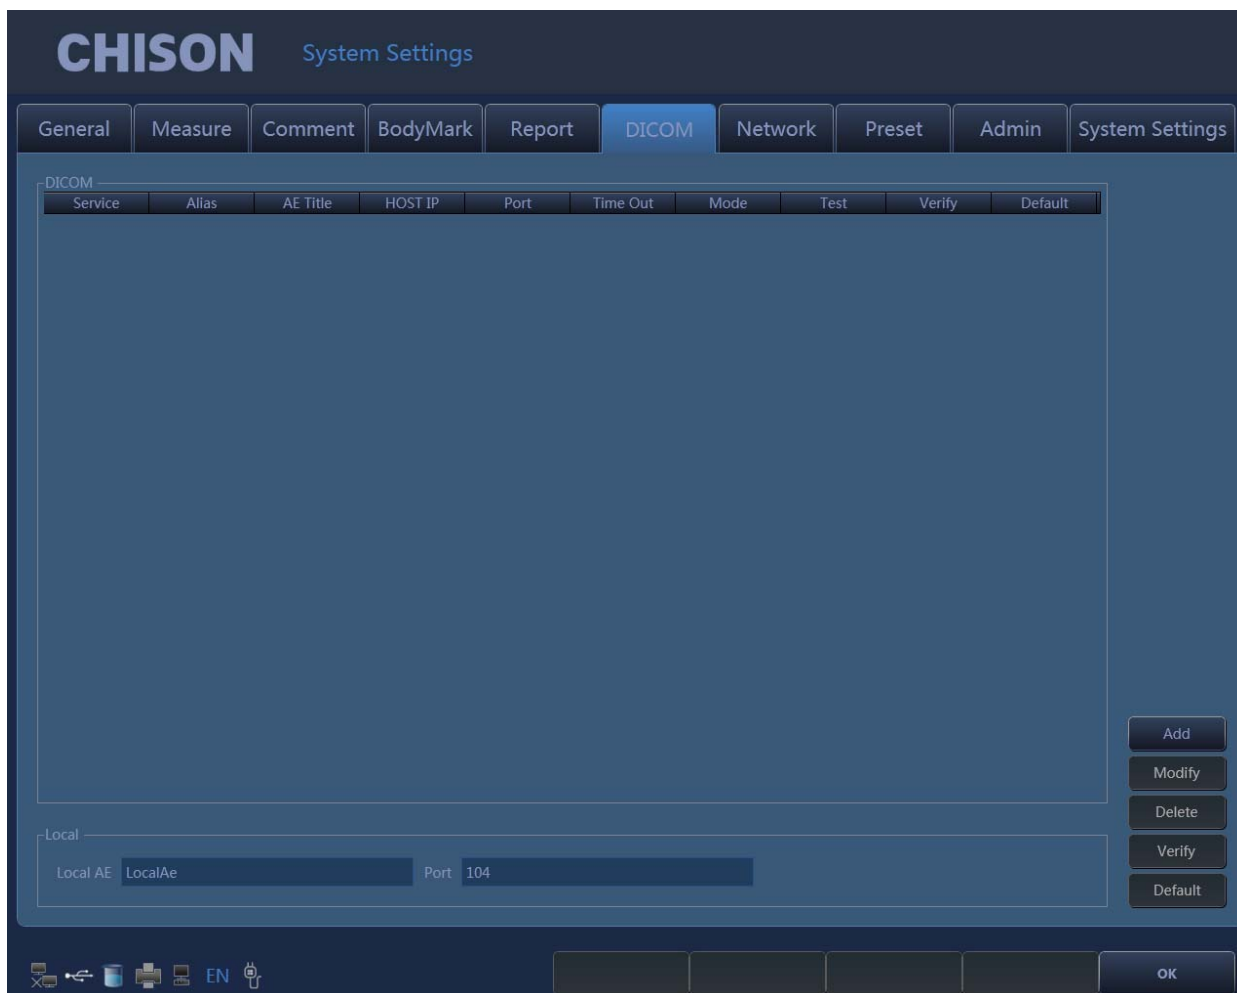 CHISON System Settings
General Measure Comment BodyMark Report DICOM Network Preset Admin System Settings
DICOM
Service Alias AE Title HOST IP Port Time Out Mode Test Verify Default
Add
Modify
Delete
Verify
Default
Local
Local AE LocalAe Port 104
EN
OK